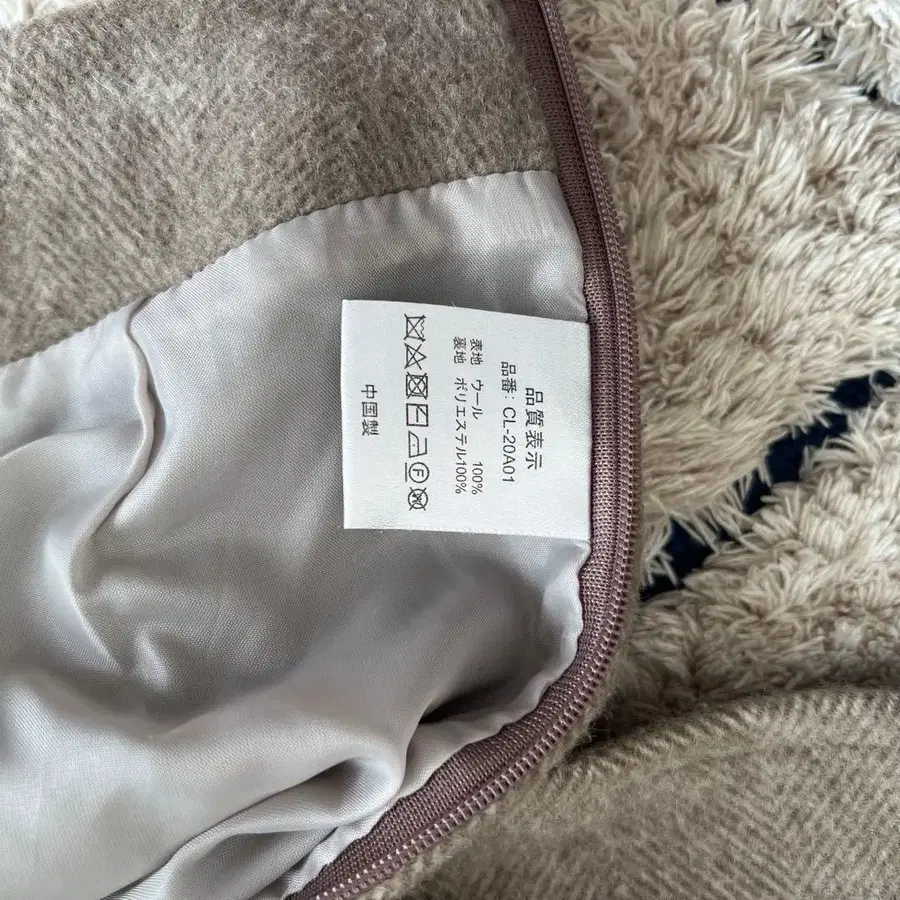 品質表示
品番：CL-20A01
表地 ウール 100%
裏地 ポリエステル100%
F
中国製